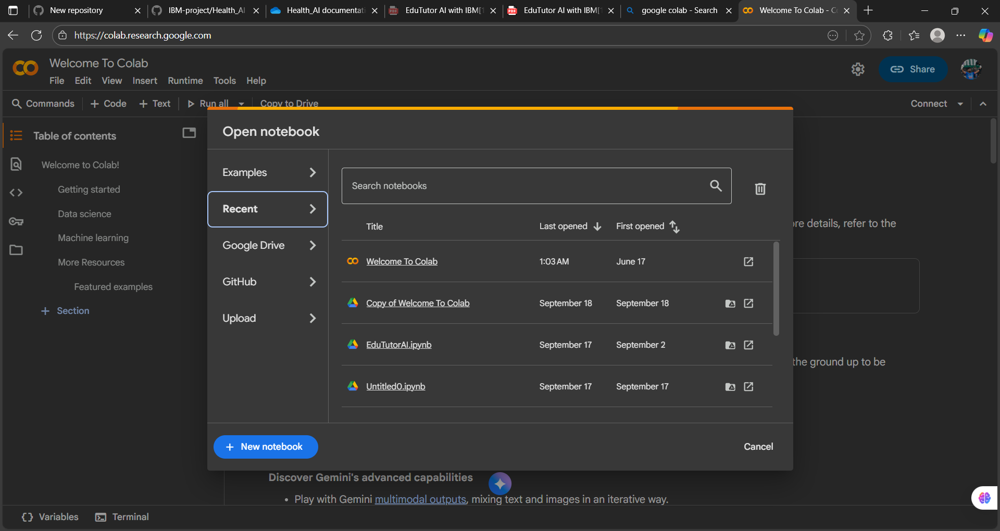 New repository
IBM-project/Health_AI
Health_AI documentati
EduTutor AI with IBM[1
EduTutor AI with IBM[1
google colab - Search
Welcome To Colab - C
https://colab.research.google.com
Welcome To Colab
File Edit View Insert Runtime Tools Help
Share
Commands + Code + Text Run all Copy to Drive
Connect
Table of contents
Welcome to Colab!
Getting started
Data science
Machine learning
More Resources
Featured examples
+ Section
Open notebook
Examples
Recent
Google Drive
GitHub
Upload
Search notebooks
Title Last opened First opened
Welcome To Colab 1:03 AM June 17
Copy of Welcome To Colab September 18 September 18
EduTutorAI.ipynb September 17 September 2
Untitled0.ipynb September 17 September 17
+ New notebook
Cancel
re details, refer to the
the ground up to be
Discover Gemini's advanced capabilities
• Play with Gemini multimodal outputs, mixing text and images in an iterative way.
Variables
Terminal